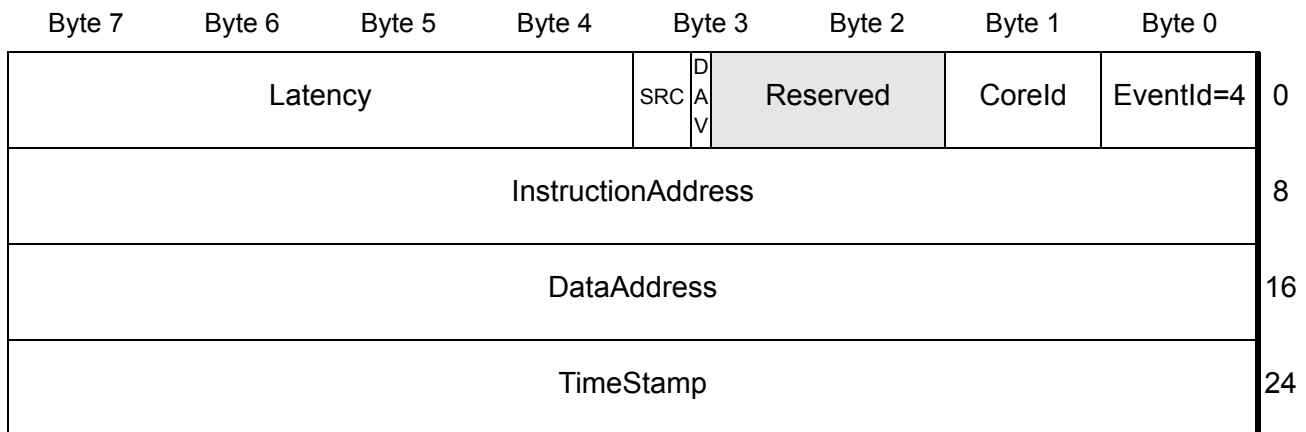 Byte 7 Byte 6 Byte 5 Byte 4 Byte 3 Byte 2 Byte 1 Byte 0
Latency SRC DAV Reserved CoreId EventId=4 0
InstructionAddress 8
DataAddress 16
TimeStamp 24